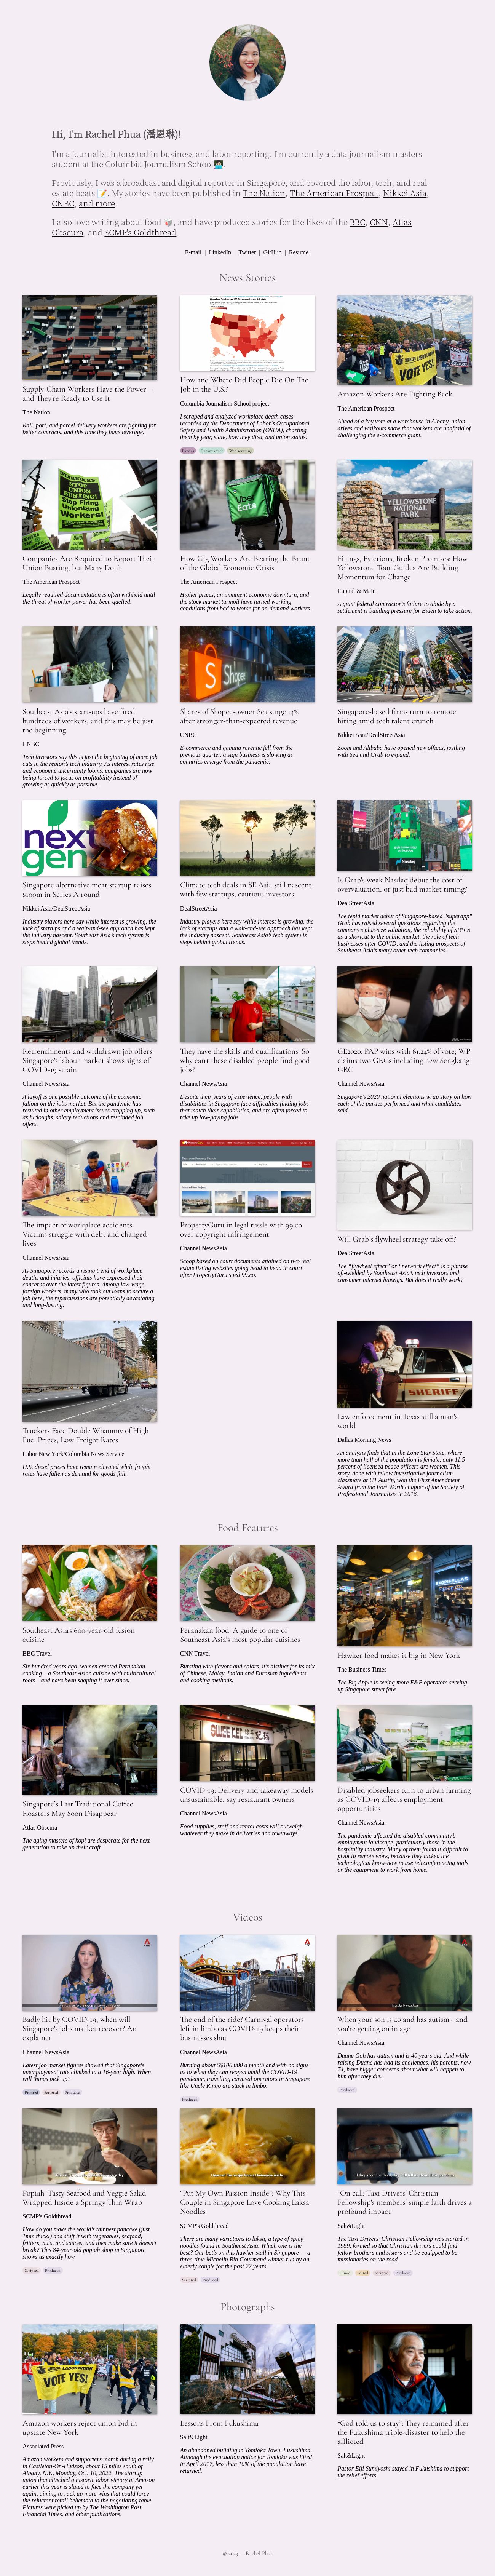 Hi, I'm Rachel Phua (潘恩琳)!
I'm a journalist interested in business and labor reporting. I'm currently a data journalism masters
student at the Columbia Journalism School👩🏻‍💻.
Previously, I was a broadcast and digital reporter in Singapore, and covered the labor, tech, and real
estate beats 📝. My stories have been published in The Nation, The American Prospect, Nikkei Asia,
CNBC, and more.
I also love writing about food 🥡, and have produced stories for the likes of the BBC, CNN, Atlas
Obscura, and SCMP's Goldthread.
E-mail | LinkedIn | Twitter | GitHub | Resume
News Stories
Supply-Chain Workers Have the Power—
and They're Ready to Use It
The Nation
Rail, port, and parcel delivery workers are fighting for
better contracts, and this time they have leverage.
How and Where Did People Die On The
Job in the U.S.?
Columbia Journalism School project
I scraped and analyzed workplace death cases
recorded by the Department of Labor's Occupational
Safety and Health Administration (OSHA), charting
them by year, state, how they died, and union status.
Pandas Datawrapper Web scraping
VOTE YES!
Amazon Workers Are Fighting Back
The American Prospect
Ahead of a key vote at a warehouse in Albany, union
drives and walkouts show that workers are unafraid of
challenging the e-commerce giant.
UNION
BUSTING!
Stop Firing
Unionizing
Workers!
Companies Are Required to Report Their
Union Busting, but Many Don't
The American Prospect
Legally required documentation is often withheld until
the threat of worker power has been quelled.
Uber
Eats
How Gig Workers Are Bearing the Brunt
of the Global Economic Crisis
The American Prospect
Higher prices, an imminent economic downturn, and
the stock market turmoil have turned working
conditions from bad to worse for on-demand workers.
YELLOWSTONE
NATIONAL
PARK
Firings, Evictions, Broken Promises: How
Yellowstone Tour Guides Are Building
Momentum for Change
Capital & Main
A giant federal contractor's failure to abide by a
settlement is building pressure for Biden to take action.
Southeast Asia's start-ups have fired
hundreds of workers, and this may be just
the beginning
CNBC
Tech investors say this is just the beginning of more job
cuts in the region's tech industry. As interest rates rise
and economic uncertainty looms, companies are now
being forced to focus on profitability instead of
growing as quickly as possible.
Shopee
Shares of Shopee-owner Sea surge 14%
after stronger-than-expected revenue
CNBC
E-commerce and gaming revenue fell from the
previous quarter, a sign business is slowing as
countries emerge from the pandemic.
Singapore-based firms turn to remote
hiring amid tech talent crunch
Nikkei Asia/DealStreetAsia
Zoom and Alibaba have opened new offices, jostling
with Sea and Grab to expand.
next
gen
Singapore alternative meat startup raises
$100m in Series A round
Nikkei Asia/DealStreetAsia
Industry players here say while interest is growing, the
lack of startups and a wait-and-see approach has kept
the industry nascent. Southeast Asia's tech system is
steps behind global trends.
Climate tech deals in SE Asia still nascent
with few startups, cautious investors
DealStreetAsia
Industry players here say while interest is growing, the
lack of startups and a wait-and-see approach has kept
the industry nascent. Southeast Asia's tech system is
steps behind global trends.
Nasdaq
Is Grab's weak Nasdaq debut the cost of
overvaluation, or just bad market timing?
DealStreetAsia
The tepid market debut of Singapore-based "superapp"
Grab has raised several questions regarding the
company's plus-size valuation, the reliability of SPACs
as a shortcut to the public market, the role of tech
businesses after COVID, and the listing prospects of
Southeast Asia's many other tech companies.
Retrenchments and withdrawn job offers:
Singapore's labour market shows signs of
COVID-19 strain
Channel NewsAsia
A layoff is one possible outcome of the economic
fallout on the jobs market. But the pandemic has
resulted in other employment issues cropping up, such
as furloughs, salary reductions and rescinded job
offers.
They have the skills and qualifications. So
why can't these disabled people find good
jobs?
Channel NewsAsia
Despite their years of experience, people with
disabilities in Singapore face difficulties finding jobs
that match their capabilities, and are often forced to
take up low-paying jobs.
GE2020: PAP wins with 61.24% of vote; WP
claims two GRCs including new Sengkang
GRC
Channel NewsAsia
Singapore's 2020 national elections wrap story on how
each of the parties performed and what candidates
said.
The impact of workplace accidents:
Victims struggle with debt and changed
lives
Channel NewsAsia
As Singapore records a rising trend of workplace
deaths and injuries, officials have expressed their
concerns over the latest figures. Among low-wage
foreign workers, many who took out loans to secure a
job here, the repercussions are potentially devastating
and long-lasting.
PropertyGuru in legal tussle with 99.co
over copyright infringement
Channel NewsAsia
Scoop based on court documents attained on two real
estate listing websites going head to head in court
after PropertyGuru sued 99.co.
Will Grab's flywheel strategy take off?
DealStreetAsia
The “flywheel effect” or “network effect” is a phrase
oft-wielded by Southeast Asia's tech investors and
consumer internet bigwigs. But does it really work?
Truckers Face Double Whammy of High
Fuel Prices, Low Freight Rates
Labor New York/Columbia News Service
U.S. diesel prices have remain elevated while freight
rates have fallen as demand for goods fall.
SHERIFF
Law enforcement in Texas still a man's
world
Dallas Morning News
An analysis finds that in the Lone Star State, where
more than half of the population is female, only 11.5
percent of licensed peace officers are women. This
story, done with fellow investigative journalism
classmate at UT Austin, won the First Amendment
Award from the Fort Worth chapter of the Society of
Professional Journalists in 2016.
Food Features
Southeast Asia's 600-year-old fusion
cuisine
BBC Travel
Six hundred years ago, women created Peranakan
cooking – a Southeast Asian cuisine with multicultural
roots – and have been shaping it ever since.
Peranakan food: A guide to one of
Southeast Asia's most popular cuisines
CNN Travel
Bursting with flavors and colors, it's distinct for its mix
of Chinese, Malay, Indian and Eurasian ingredients
and cooking methods.
Hawker food makes it big in New York
The Business Times
The Big Apple is seeing more F&B operators serving
up Singapore street fare
Singapore's Last Traditional Coffee
Roasters May Soon Disappear
Atlas Obscura
The aging masters of kopi are desperate for the next
generation to take up their craft.
SWEE KEE
COVID-19: Delivery and takeaway models
unsustainable, say restaurant owners
Channel NewsAsia
Food supplies, staff and rental costs will outweigh
whatever they make in deliveries and takeaways.
Disabled jobseekers turn to urban farming
as COVID-19 affects employment
opportunities
Channel NewsAsia
The pandemic affected the disabled community's
employment landscape, particularly those in the
hospitality industry. Many of them found it difficult to
pivot to remote work, because they lacked the
technological know-how to use teleconferencing tools
or the equipment to work from home.
Videos
Badly hit by COVID-19, when will
Singapore's jobs market recover? An
explainer
Channel NewsAsia
Latest job market figures showed that Singapore's
unemployment rate climbed to a 16-year high. When
will things pick up?
Fronted Scripted Produced
The end of the ride? Carnival operators
left in limbo as COVID-19 keeps their
businesses shut
Channel NewsAsia
Burning about S$100,000 a month and with no signs
as to when they can reopen amid the COVID-19
pandemic, travelling carnival operators in Singapore
like Uncle Ringo are stuck in limbo.
Produced
When your son is 40 and has autism - and
you're getting on in age
Channel NewsAsia
Duane Goh has autism and is 40 years old. And while
raising Duane has had its challenges, his parents, now
74, have bigger concerns about what will happen to
him after they die.
Produced
Popiah: Tasty Seafood and Veggie Salad
Wrapped Inside a Springy Thin Wrap
SCMP's Goldthread
How do you make the world's thinnest pancake (just
1mm thick!) and stuff it with vegetables, seafood,
fritters, nuts, and sauces, and then make sure it doesn't
break? This 84-year-old popiah shop in Singapore
shows us exactly how.
Scripted Produced
“Put My Own Passion Inside”: Why This
Couple in Singapore Love Cooking Laksa
Noodles
SCMP's Goldthread
There are many variations to laksa, a type of spicy
noodles found in Southeast Asia. Which one is the
best? Our bet's on this hawker stall in Singapore — a
three-time Michelin Bib Gourmand winner run by an
elderly couple for the past 22 years.
Scripted Produced
“On call: Taxi Drivers' Christian
Fellowship's members' simple faith drives a
profound impact
Salt&Light
The Taxi Drivers' Christian Fellowship was started in
1989, formed so that Christian drivers could find
fellow brothers and sisters and be equipped to be
missionaries on the road.
Filmed Edited Scripted Produced
Photographs
VOTE YES!
Amazon workers reject union bid in
upstate New York
Associated Press
Amazon workers and supporters march during a rally
in Castleton-On-Hudson, about 15 miles south of
Albany, N.Y., Monday, Oct. 10, 2022. The startup
union that clinched a historic labor victory at Amazon
earlier this year is slated to face the company yet
again, aiming to rack up more wins that could force
the reluctant behemoth to the negotiating table.
Pictures were picked up by The Washington Post,
Financial Times, and other publications.
Lessons From Fukushima
Salt&Light
An abandoned building in Tomioka Town, Fukushima.
Although the evacuation notice for Tomioka was lifted
in April 2017, less than 10% of the population have
returned.
“God told us to stay”: They remained after
the Fukushima triple-disaster to help the
afflicted
Salt&Light
Pastor Eiji Sumiyoshi stayed in Fukushima to support
the relief efforts.
© 2023 — Rachel Phua